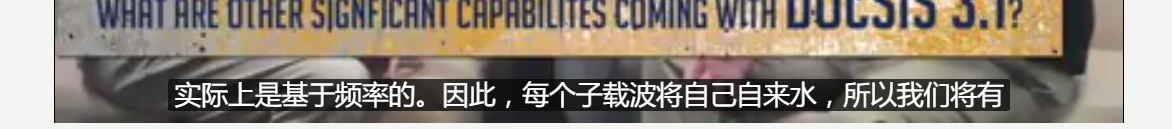 WHAT ARE OTHER SIGNFICANT CAPABILITES COMING WITH DOCSIS 3.1?
实际上是基于频率的。因此，每个子载波将自己自来水，所以我们将有